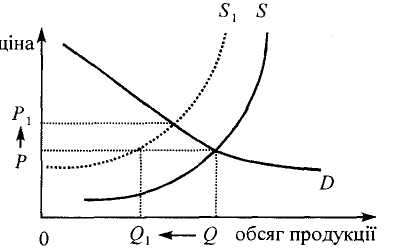 S₁ S
ціна
P₁
P
D
0 Q₁ Q обсяг продукції